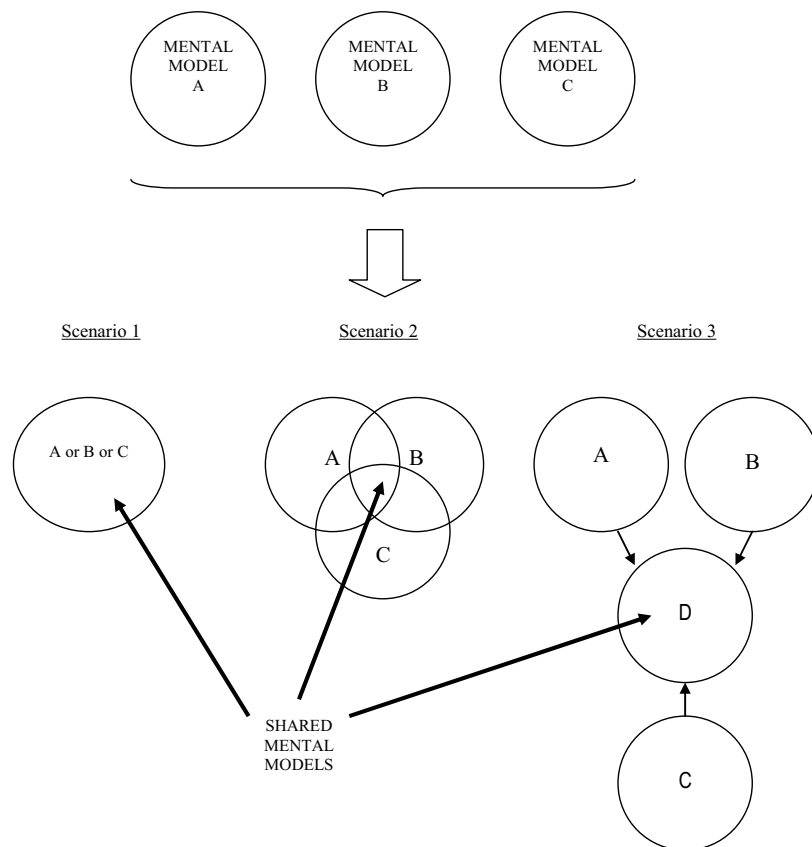 MENTAL
MODEL
A
MENTAL
MODEL
B
MENTAL
MODEL
C
Scenario 1
Scenario 2
Scenario 3
A or B or C
A
B
C
A
B
D
C
SHARED
MENTAL
MODELS